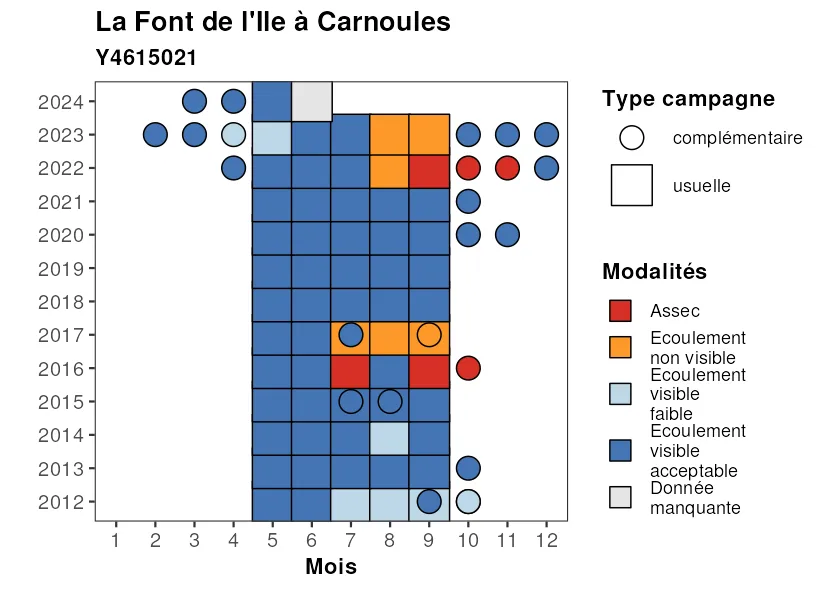 La Font de l'Ile à Carnoules
Y4615021
2024
2023
2022
2021
2020
2019
2018
2017
2016
2015
2014
2013
2012
1 2 3 4 5 6 7 8 9 10 11 12
Mois
Type campagne
complémentaire
usuelle
Modalités
Assec
Ecoulement
non visible
Ecoulement
visible
faible
Ecoulement
visible
acceptable
Donnée
manquante